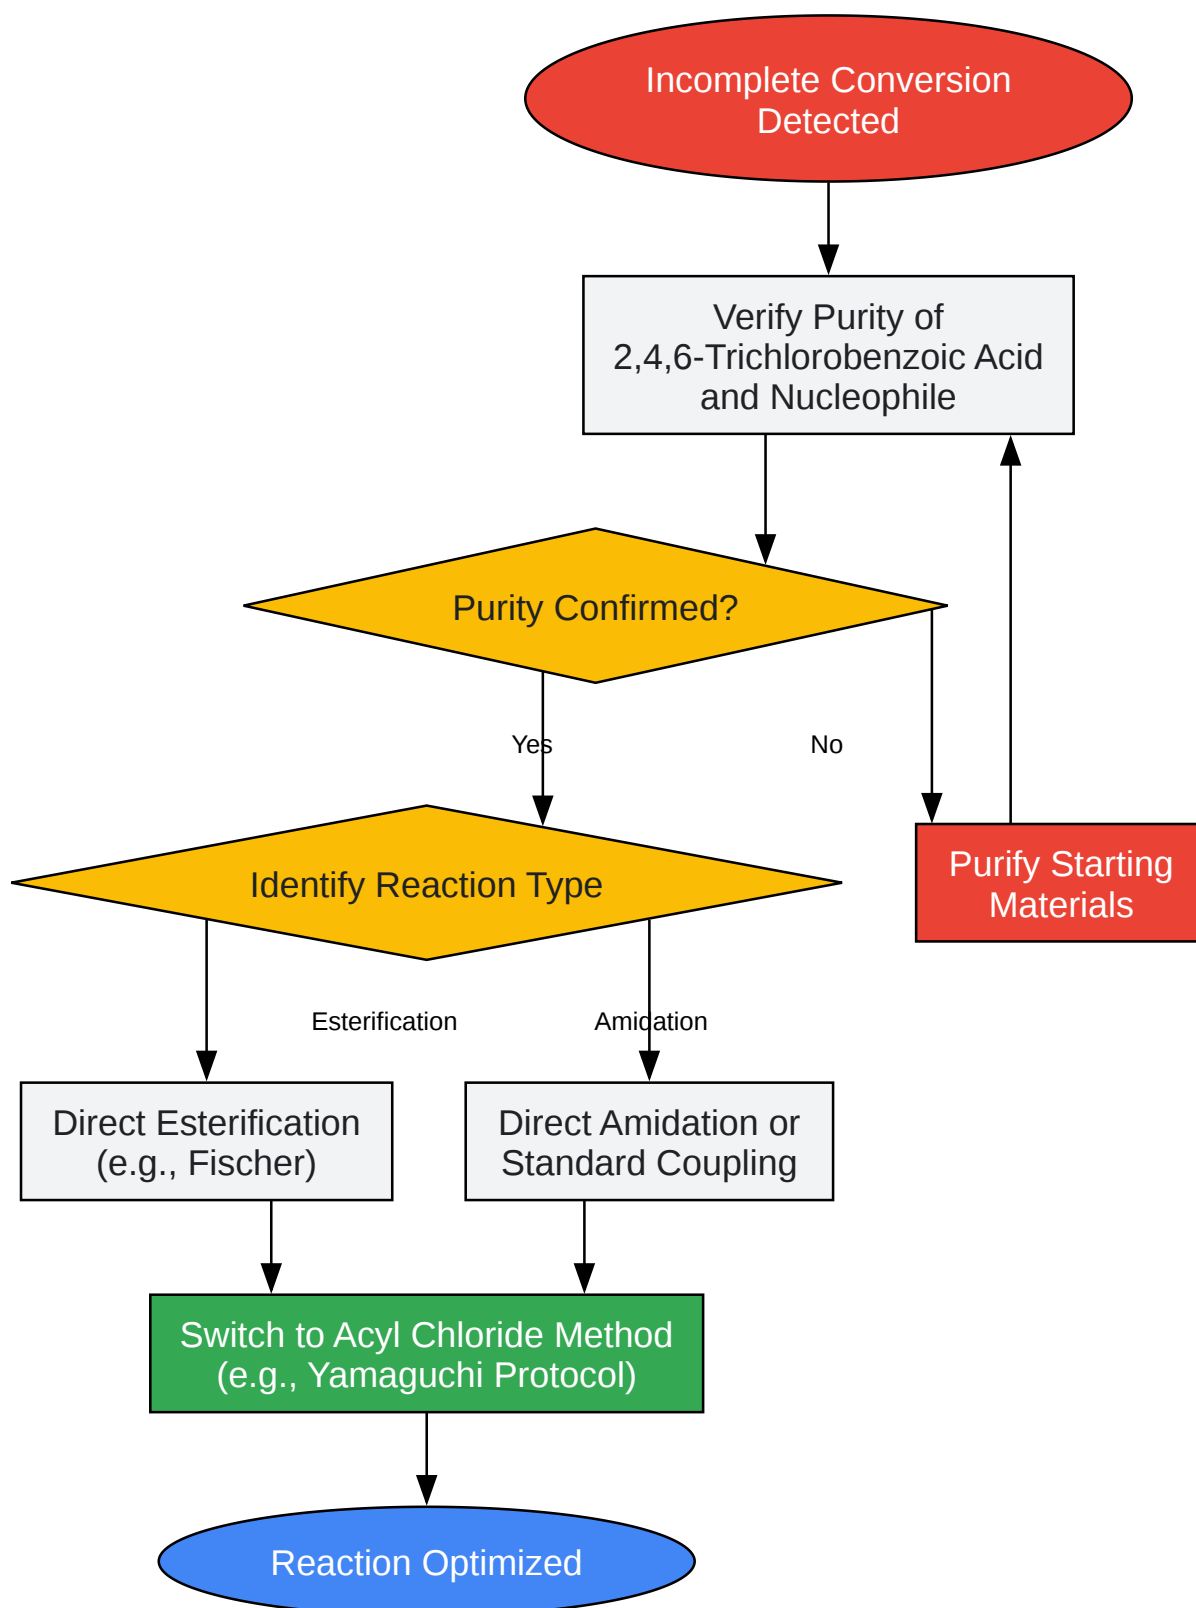 Incomplete Conversion
Detected
Verify Purity of
2,4,6-Trichlorobenzoic Acid
and Nucleophile
Purity Confirmed?
Yes
No
Identify Reaction Type
Purify Starting
Materials
Esterification
Amidation
Direct Esterification
(e.g., Fischer)
Direct Amidation or
Standard Coupling
Switch to Acyl Chloride Method
(e.g., Yamaguchi Protocol)
Reaction Optimized